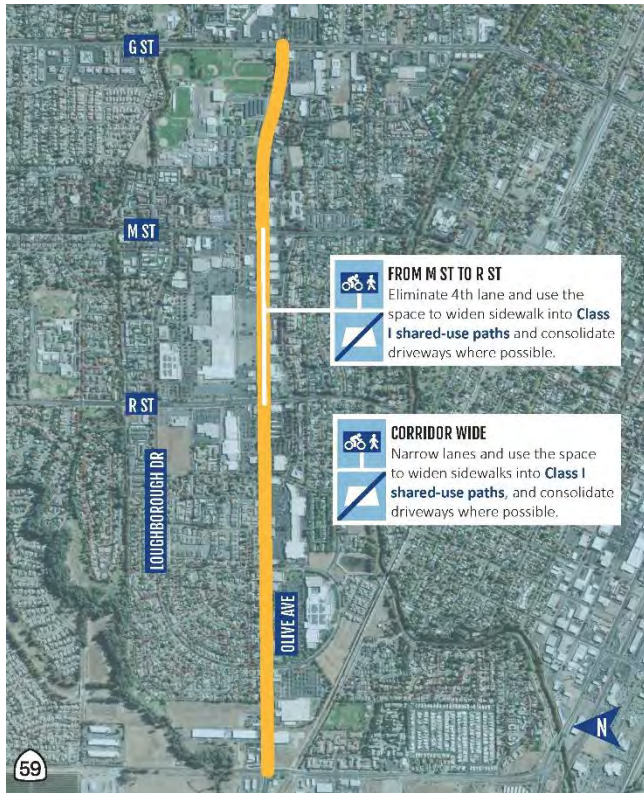 G ST
M ST
FROM M ST TO R ST
Eliminate 4th lane and use the
space to widen sidewalk into Class
I shared-use paths and consolidate
driveways where possible.
R ST
CORRIDOR WIDE
Narrow lanes and use the space
to widen sidewalks into Class I
shared-use paths, and consolidate
driveways where possible.
LOUGHBOROUGH DR
OLIVE AVE
N
59